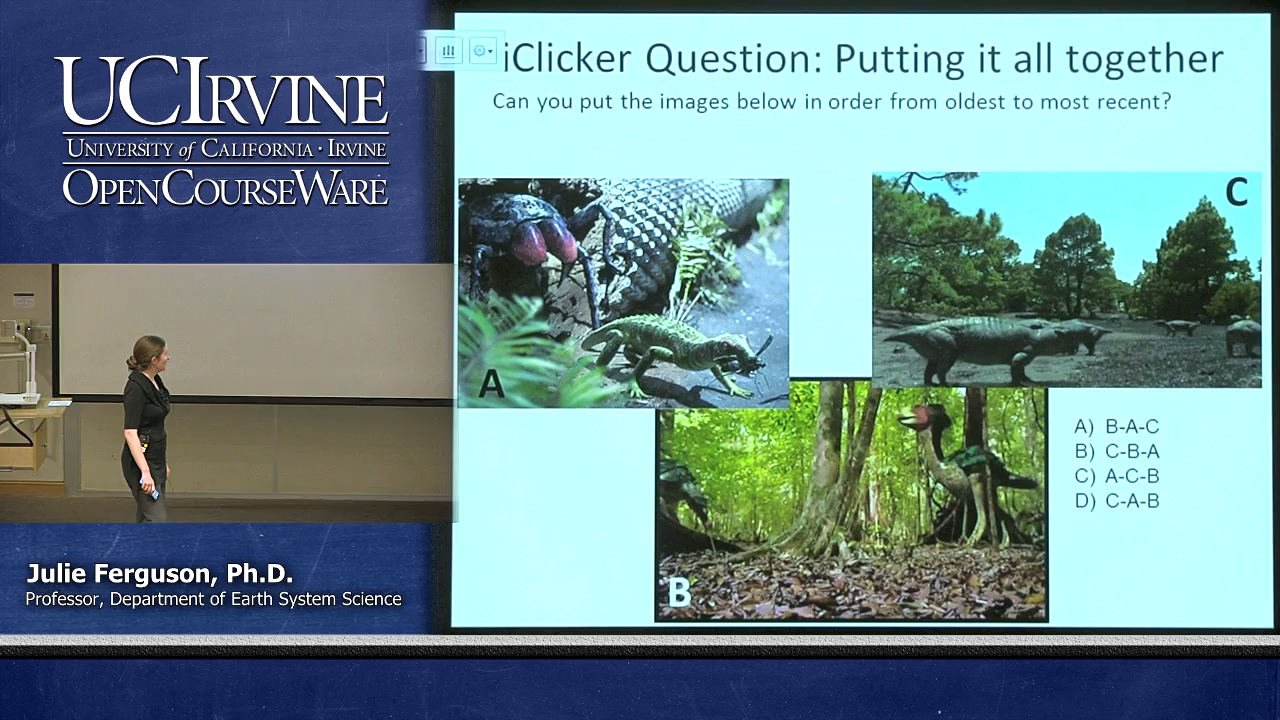 UCIRVINE
UNIVERSITY of CALIFORNIA · IRVINE
OPENCOURSEWARE
iClicker Question: Putting it all together
Can you put the images below in order from oldest to most recent?
A
C
B
A) B-A-C
B) C-B-A
C) A-C-B
D) C-A-B
Julie Ferguson, Ph.D.
Professor, Department of Earth System Science